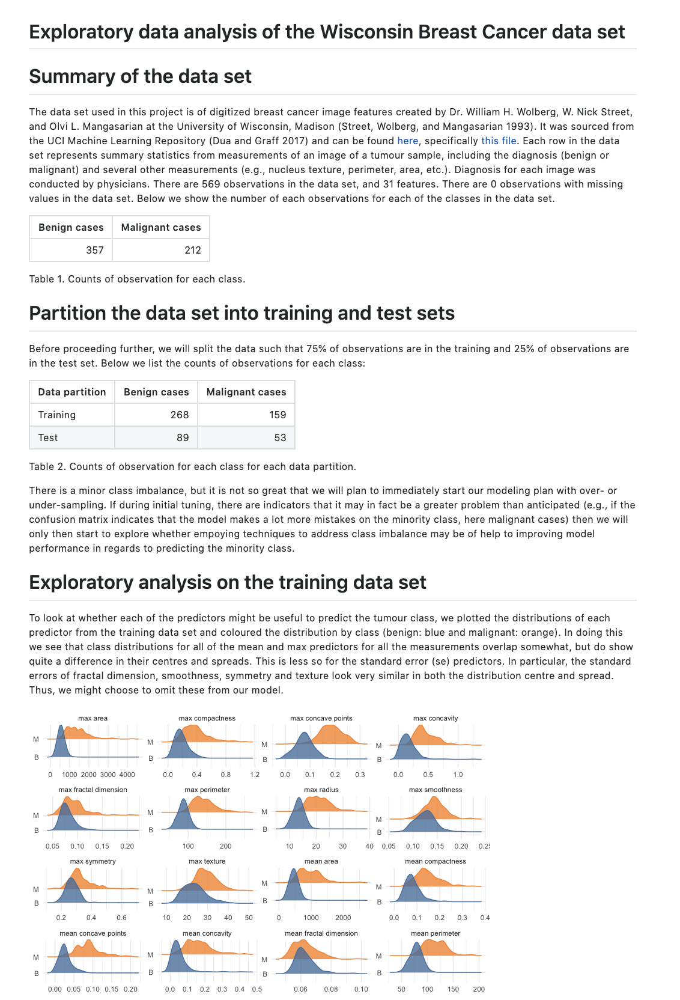 Exploratory data analysis of the Wisconsin Breast Cancer data set
Summary of the data set
The data set used in this project is of digitized breast cancer image features created by Dr. William H. Wolberg, W. Nick Street,
and Olvi L. Mangasarian at the University of Wisconsin, Madison (Street, Wolberg, and Mangasarian 1993). It was sourced from
the UCI Machine Learning Repository (Dua and Graff 2017) and can be found here, specifically this file. Each row in the data
set represents summary statistics from measurements of an image of a tumour sample, including the diagnosis (benign or
malignant) and several other measurements (e.g., nucleus texture, perimeter, area, etc.). Diagnosis for each image was
conducted by physicians. There are 569 observations in the data set, and 31 features. There are 0 observations with missing
values in the data set. Below we show the number of each observations for each of the classes in the data set.
Benign cases Malignant cases
357 212
Table 1. Counts of observation for each class.
Partition the data set into training and test sets
Before proceeding further, we will split the data such that 75% of observations are in the training and 25% of observations are
in the test set. Below we list the counts of observations for each class:
Data partition Benign cases Malignant cases
Training 268 159
Test 89 53
Table 2. Counts of observation for each class for each data partition.
There is a minor class imbalance, but it is not so great that we will plan to immediately start our modeling plan with over- or
under-sampling. If during initial tuning, there are indicators that it may in fact be a greater problem than anticipated (e.g., if the
confusion matrix indicates that the model makes a lot more mistakes on the minority class, here malignant cases) then we will
only then start to explore whether empoying techniques to address class imbalance may be of help to improving model
performance in regards to predicting the minority class.
Exploratory analysis on the training data set
To look at whether each of the predictors might be useful to predict the tumour class, we plotted the distributions of each
predictor from the training data set and coloured the distribution by class (benign: blue and malignant: orange). In doing this
we see that class distributions for all of the mean and max predictors for all the measurements overlap somewhat, but do show
quite a difference in their centres and spreads. This is less so for the standard error (se) predictors. In particular, the standard
errors of fractal dimension, smoothness, symmetry and texture look very similar in both the distribution centre and spread.
Thus, we might choose to omit these from our model.
max area max compactness max concave points max concavity
M M M M
B B B B
0 1000 2000 3000 4000 0.0 0.4 0.8 1.2 0.0 0.1 0.2 0.3 0.0 0.5 1.0
max fractal dimension max perimeter max radius max smoothness
M M M M
B B B B
0.05 0.10 0.15 0.20 100 200 10 20 30 40 0.05 0.10 0.15 0.20
max symmetry max texture mean area mean compactness
M M M M
B B B B
0.2 0.4 0.6 10 20 30 40 50 0 1000 2000 0.0 0.1 0.2 0.3 0.4
mean concave points mean concavity mean fractal dimension mean perimeter
M M M M
B B B B
0.00 0.05 0.10 0.15 0.20 0.0 0.1 0.2 0.3 0.4 0.5 0.06 0.08 0.10 50 100 150 200